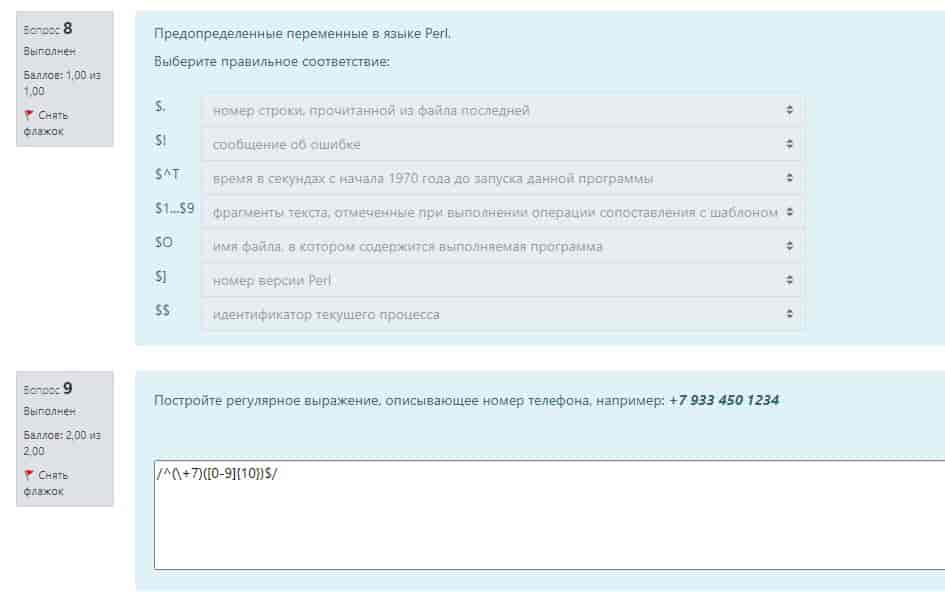 Вопрос 8
Выполнен
Баллов: 1,00 из
1,00
Снять
флажок
Предопределенные переменные в языке Perl.
Выберите правильное соответствие:
$. номер строки, прочитанной из файла последней
$! сообщение об ошибке
$^T время в секундах с начала 1970 года до запуска данной программы
$1...$9 фрагменты текста, отмеченные при выполнении операции сопоставления с шаблоном
$O имя файла, в котором содержится выполняемая программа
$] номер версии Perl
$$ идентификатор текущего процесса
Вопрос 9
Выполнен
Баллов: 2,00 из
2,00
Снять
флажок
Постройте регулярное выражение, описывающее номер телефона, например: +7 933 450 1234
/^(\+7)([0-9]{10})$/